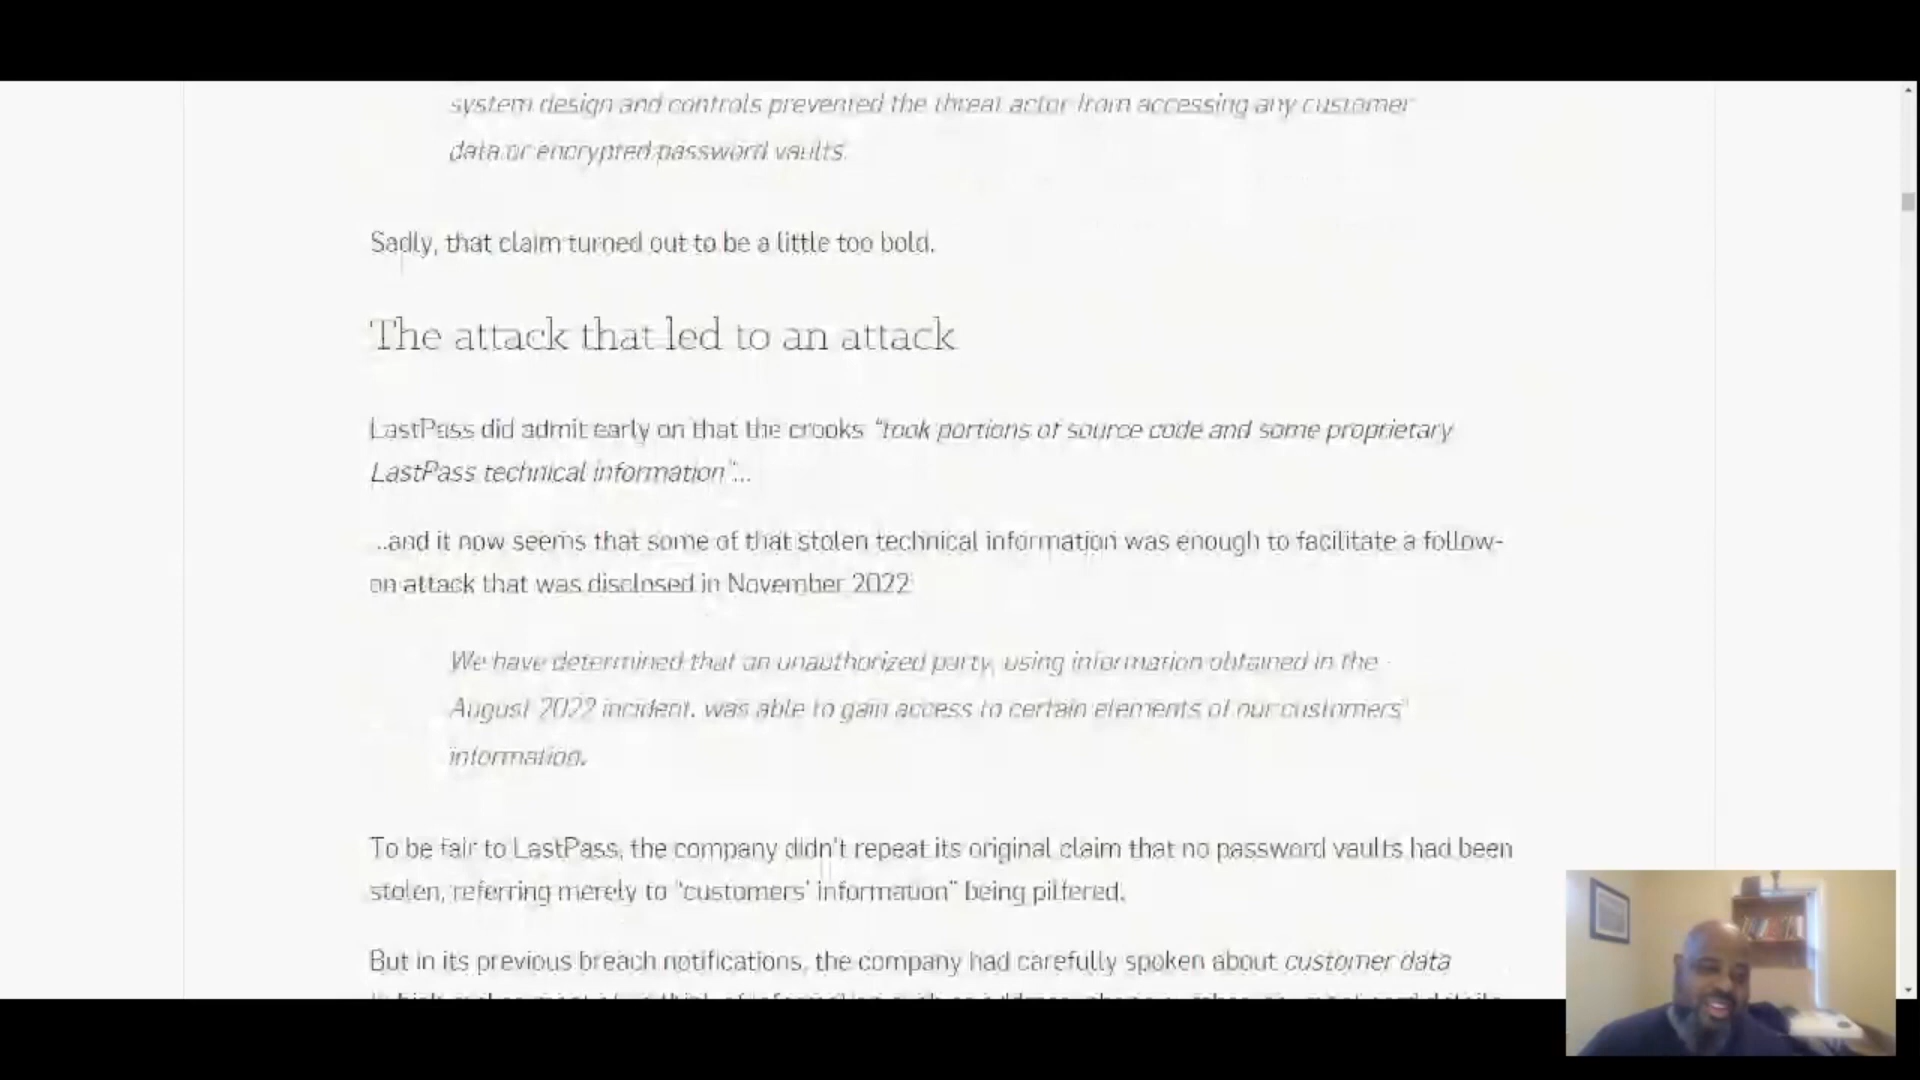 system design and controls prevented the threat actor from accessing any customer
data or encrypted password vaults.
Sadly, that claim turned out to be a little too bold.
The attack that led to an attack
LastPass did admit early on that the crooks “took portions of source code and some proprietary
LastPass technical information”…
…and it now seems that some of that stolen technical information was enough to facilitate a follow-
on attack that was disclosed in November 2022:
We have determined that an unauthorized party, using information obtained in the
August 2022 incident, was able to gain access to certain elements of our customers’
information.
To be fair to LastPass, the company didn’t repeat its original claim that no password vaults had been
stolen, referring merely to “customers’ information” being pilfered.
But in its previous breach notifications, the company had carefully spoken about customer data